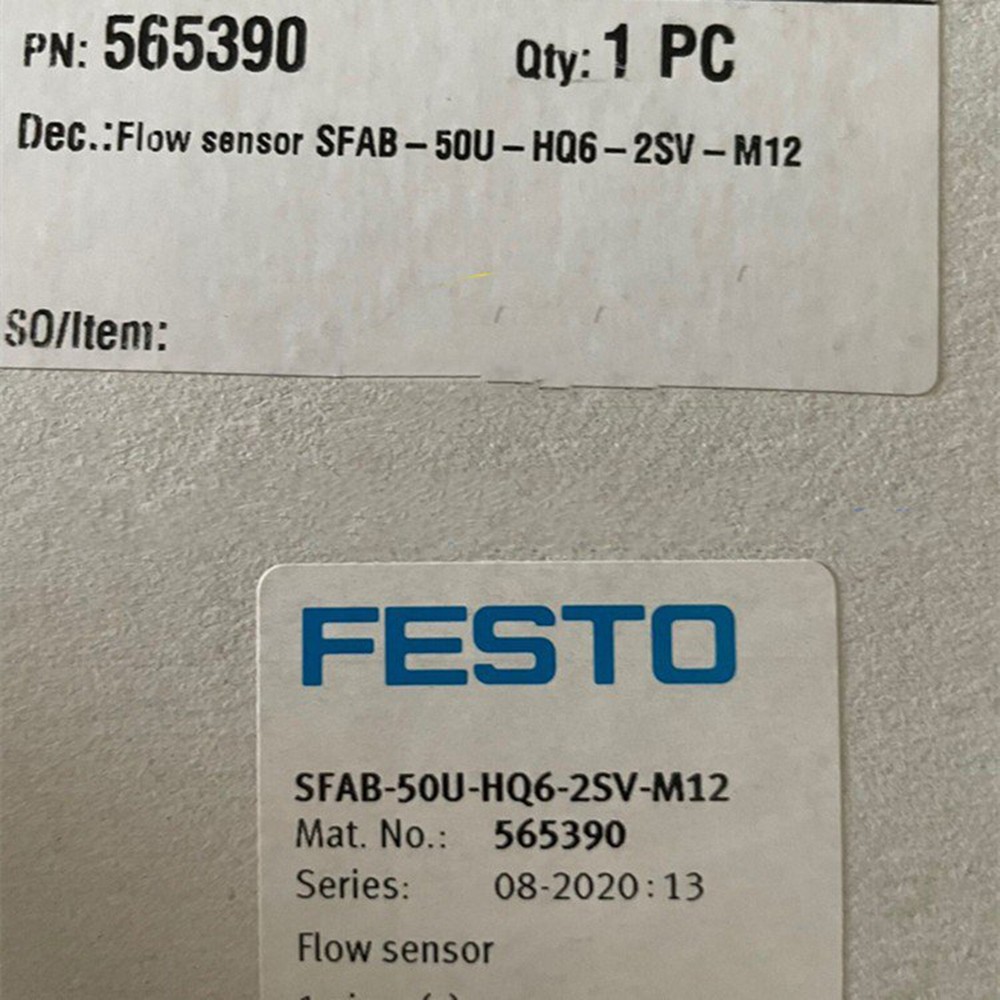 PN: 565390 Qty: 1 PC
Dec.:Flow sensor SFAB-50U-HQ6-2SV-M12
SO/Item:
FESTO
SFAB-50U-HQ6-2SV-M12
Mat. No.: 565390
Series: 08-2020:13
Flow sensor